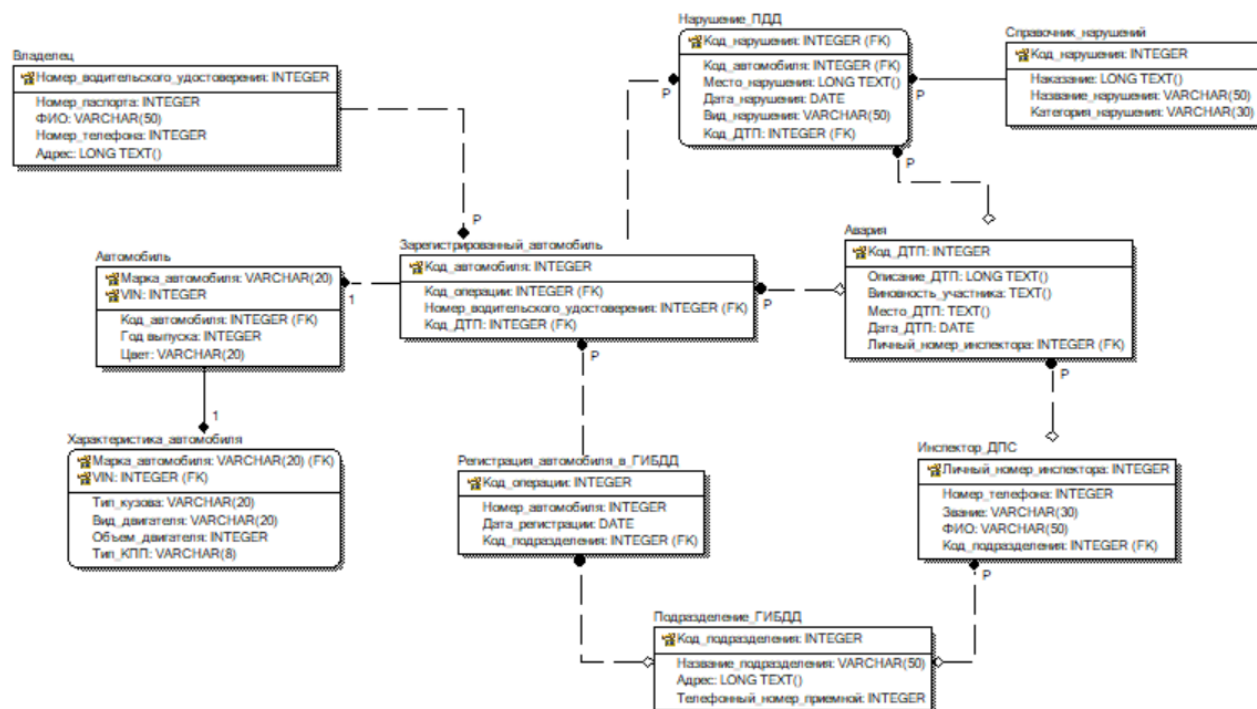 Нарушение_ПДД
Код_нарушения: INTEGER (FK)
Код_автомобиля: INTEGER (FK)
Место_нарушения: LONG TEXT()
Дата_нарушения: DATE
Вид_нарушения: VARCHAR(50)
Код_ДТП: INTEGER (FK)
Справочник_нарушений
Код_нарушения: INTEGER
Наказание: LONG TEXT()
Название_нарушения: VARCHAR(50)
Категория_нарушения: VARCHAR(30)
Владелец
Номер_водительского_удостоверения: INTEGER
Номер_паспорта: INTEGER
ФИО: VARCHAR(50)
Номер_телефона: INTEGER
Адрес: LONG TEXT()
P
P
P
P
Автомобиль
Марка_автомобиля: VARCHAR(20)
VIN: INTEGER
Код_автомобиля: INTEGER (FK)
Год выпуска: INTEGER
Цвет: VARCHAR(20)
1
Зарегистрированный_автомобиль
Код_автомобиля: INTEGER
Код_операции: INTEGER (FK)
Номер_водительского_удостоверения: INTEGER (FK)
Код_ДТП: INTEGER (FK)
P
P
Авария
Код_ДТП: INTEGER
Описание_ДТП: LONG TEXT()
Виновность_участника: TEXT()
Место_ДТП: TEXT()
Дата_ДТП: DATE
Личный_номер_инспектора: INTEGER (FK)
P
1
Характеристика_автомобиля
Марка_автомобиля: VARCHAR(20) (FK)
VIN: INTEGER (FK)
Тип_кузова: VARCHAR(20)
Вид_двигателя: VARCHAR(20)
Объем_двигателя: INTEGER
Тип_КПП: VARCHAR(8)
Регистрация_автомобиля_в_ГИБДД
Код_операции: INTEGER
Номер_автомобиля: INTEGER
Дата_регистрации: DATE
Код_подразделения: INTEGER (FK)
Инспектор_ДПС
Личный_номер_инспектора: INTEGER
Номер_телефона: INTEGER
Звание: VARCHAR(30)
ФИО: VARCHAR(50)
Код_подразделения: INTEGER (FK)
P
Подразделение_ГИБДД
Код_подразделения: INTEGER
Название_подразделения: VARCHAR(50)
Адрес: LONG TEXT()
Телефонный_номер_приемной: INTEGER